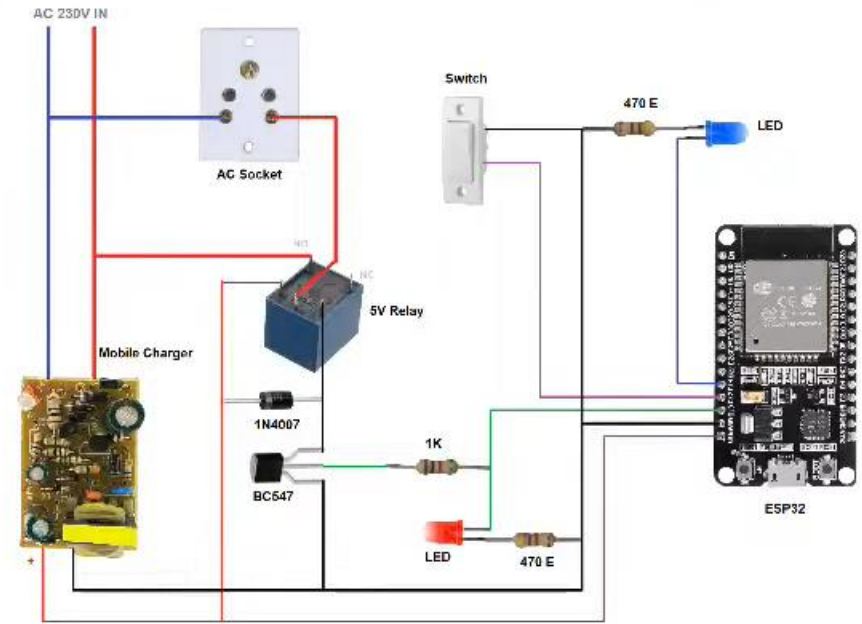 AC 230V IN
Switch
470 E
LED
AC Socket
NO
NC
5V Relay
Mobile Charger
1N4007
1K
BC547
LED
470 E
ESP32
+